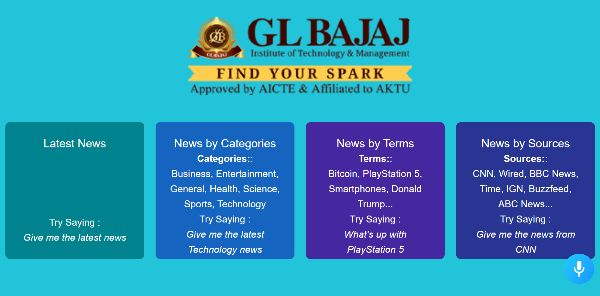 GL BAJAJ
GL BAJAJ
Institute of Technology & Management
FIND YOUR SPARK
Approved by AICTE & Affiliated to AKTU
Latest News
Try Saying :
Give me the latest news
News by Categories
Categories::
Business, Entertainment,
General, Health, Science,
Sports, Technology
Try Saying :
Give me the latest
Technology news
News by Terms
Terms::
Bitcoin, PlayStation 5,
Smartphones, Donald
Trump...
Try Saying :
What's up with
PlayStation 5
News by Sources
Sources::
CNN, Wired, BBC News,
Time, IGN, Buzzfeed,
ABC News...
Try Saying :
Give me the news from
CNN